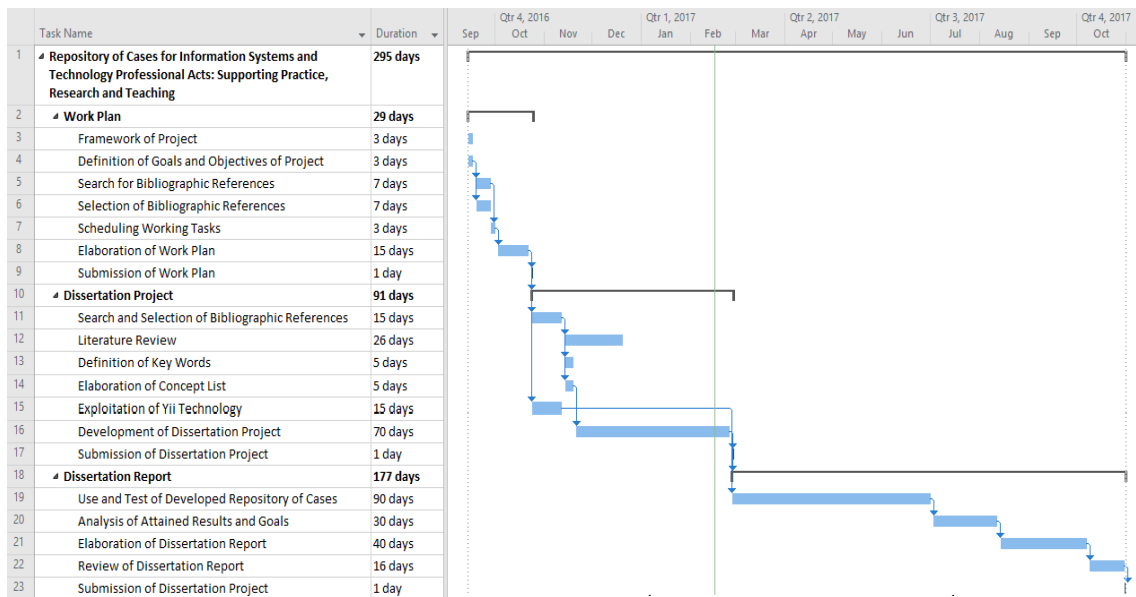 Qtr 4, 2016 Qtr 1, 2017 Qtr 2, 2017 Qtr 3, 2017 Qtr 4, 2017
Task Name Duration Sep Oct Nov Dec Jan Feb Mar Apr May Jun Jul Aug Sep Oct
1 Repository of Cases for Information Systems and 295 days
Technology Professional Acts: Supporting Practice,
Research and Teaching
2 Work Plan 29 days
3 Framework of Project 3 days
4 Definition of Goals and Objectives of Project 3 days
5 Search for Bibliographic References 7 days
6 Selection of Bibliographic References 7 days
7 Scheduling Working Tasks 3 days
8 Elaboration of Work Plan 15 days
9 Submission of Work Plan 1 day
10 Dissertation Project 91 days
11 Search and Selection of Bibliographic References 15 days
12 Literature Review 26 days
13 Definition of Key Words 5 days
14 Elaboration of Concept List 5 days
15 Exploitation of Yii Technology 15 days
16 Development of Dissertation Project 70 days
17 Submission of Dissertation Project 1 day
18 Dissertation Report 177 days
19 Use and Test of Developed Repository of Cases 90 days
20 Analysis of Attained Results and Goals 30 days
21 Elaboration of Dissertation Report 40 days
22 Review of Dissertation Report 16 days
23 Submission of Dissertation Project 1 day